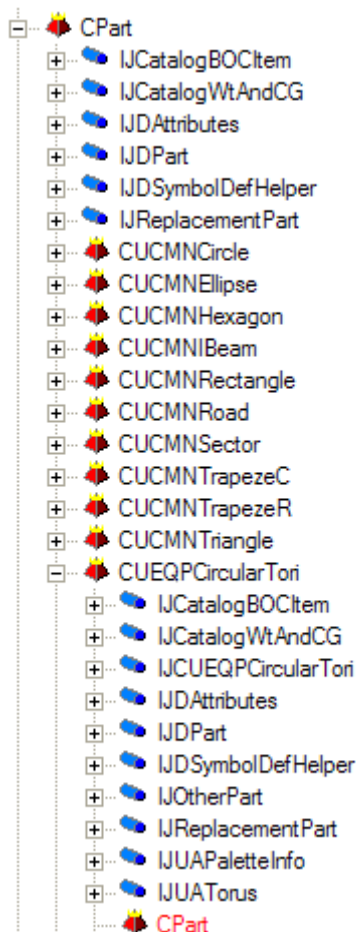 CPart
IJCatalogBOCItem
IJCatalogWtAndCG
IJDAttributes
IJDPart
IJDSymbolDefHelper
IJReplacementPart
CUCMNCircle
CUCMNEllipse
CUCMNHexagon
CUCMNIBeam
CUCMNRectangle
CUCMNRoad
CUCMNSector
CUCMNTrapezeC
CUCMNTrapezeR
CUCMNTriangle
CUEQPCircularTori
IJCatalogBOCItem
IJCatalogWtAndCG
IJCUEQPCircularTori
IJDAttributes
IJDPart
IJDSymbolDefHelper
IJOtherPart
IJReplacementPart
IJUAPaletteInfo
IJUATorus
CPart